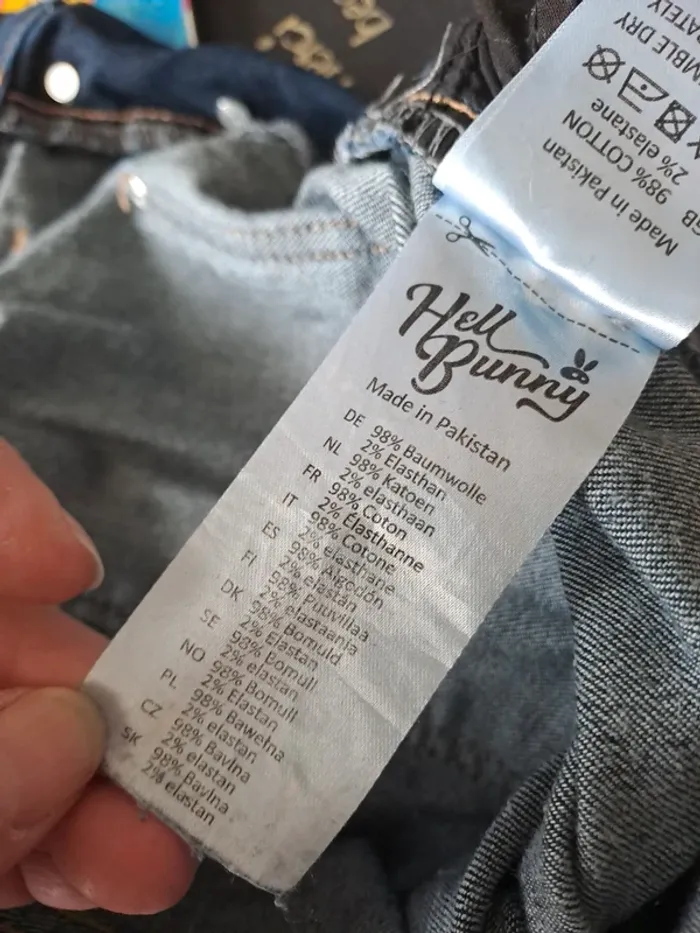 Made in Pakistan
GB 98% COTTON
2% elastane
DRY
Hell
Bunny
Made in Pakistan
DE 98% Baumwolle
2% Elasthan
NL 98% Katoen
2% elasthaan
FR 98% Coton
2% Élasthanne
IT 98% Cotone
2% elasthane
ES 98% Algodón
2% elastán
FI 98% Puuvillaa
2% elastaania
DK 98% Bomuld
2% Elastan
SE 98% Bomull
2% elastan
NO 98% Bomull
2% Elastan
PL 98% Bawełna
2% elastan
CZ 98% Bavlna
2% elastan
SK 98% Bavlna
2% elastan